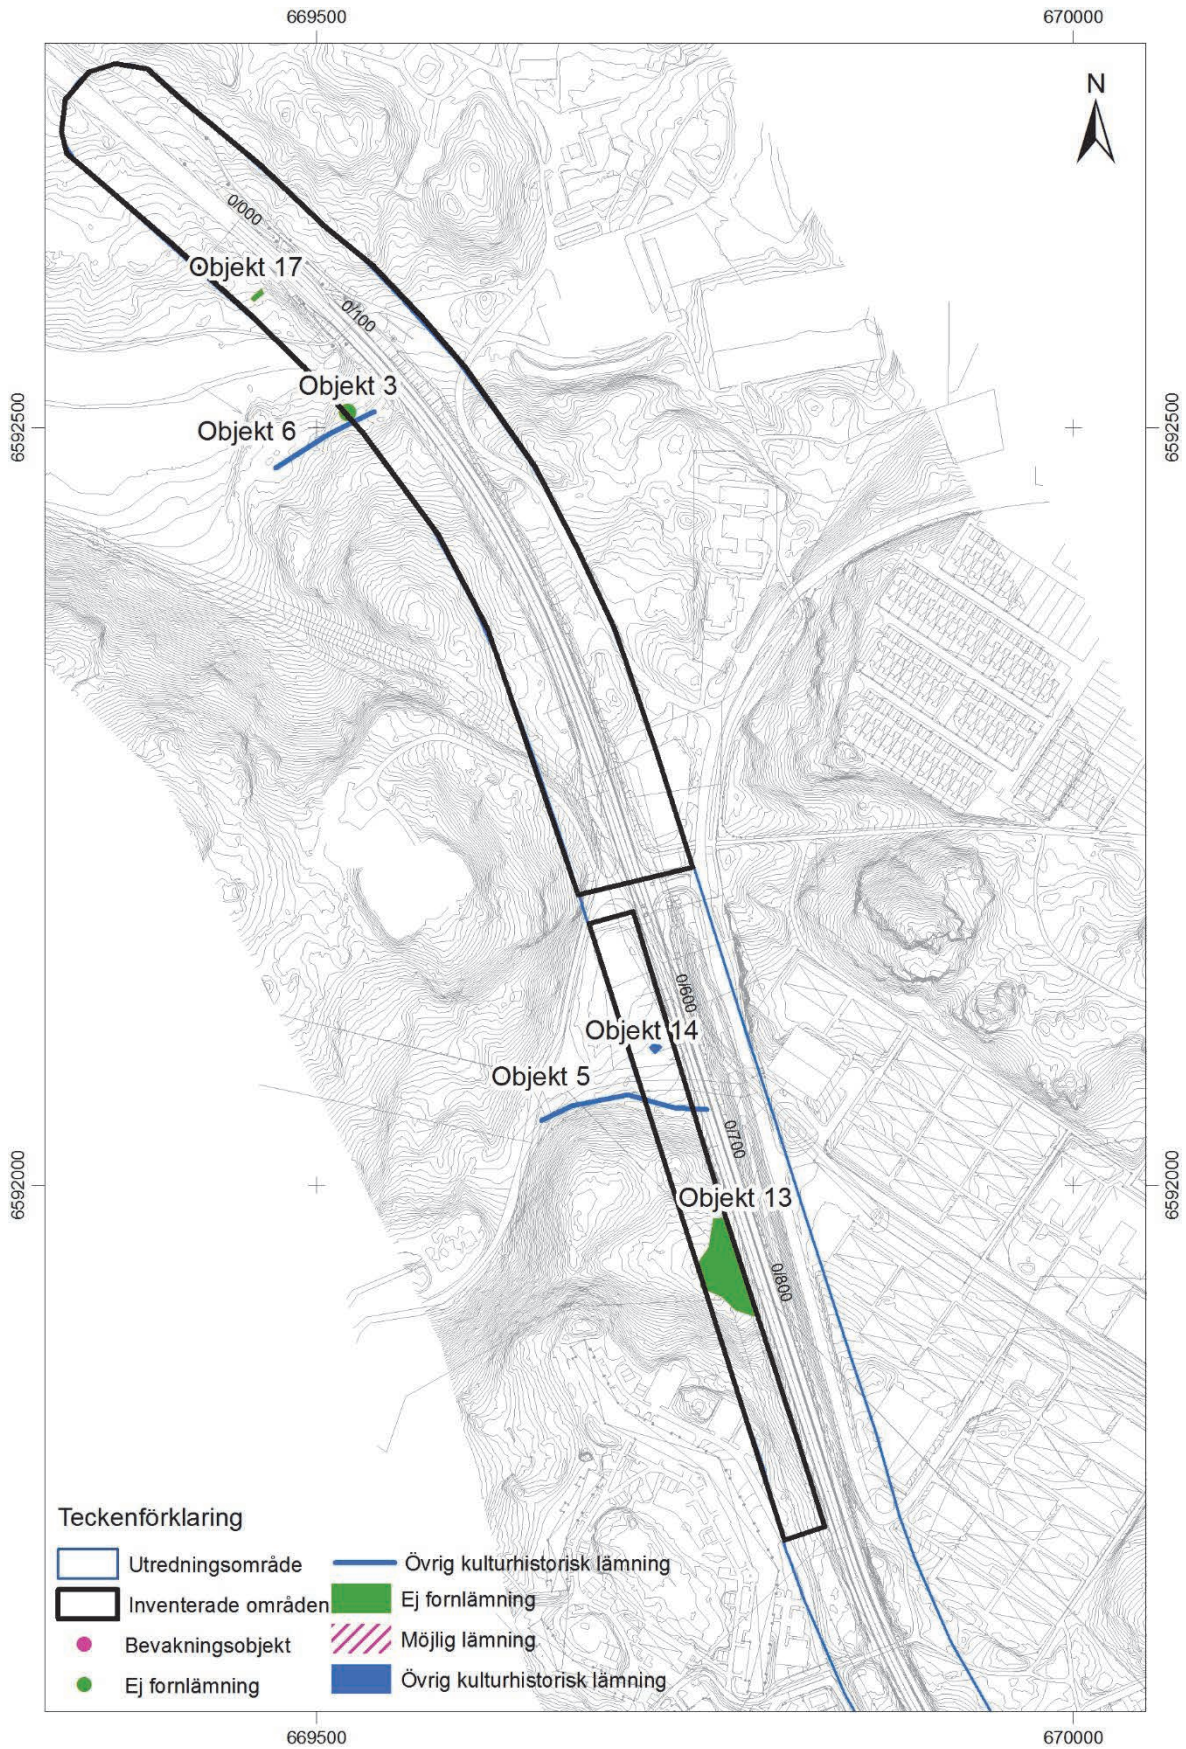 669500 670000
N
0/000
Objekt 17
0/100
Objekt 3
Objekt 6
6592500 6592500
0/600
Objekt 14
Objekt 5
0/700
6592000 6592000
Objekt 13
0/800
Teckenförklaring
Utredningsområde
Inventerade områden
Bevakningsobjekt
Ej fornlämning
Övrig kulturhistorisk lämning
Ej fornlämning
Möjlig lämning
Övrig kulturhistorisk lämning
669500 670000